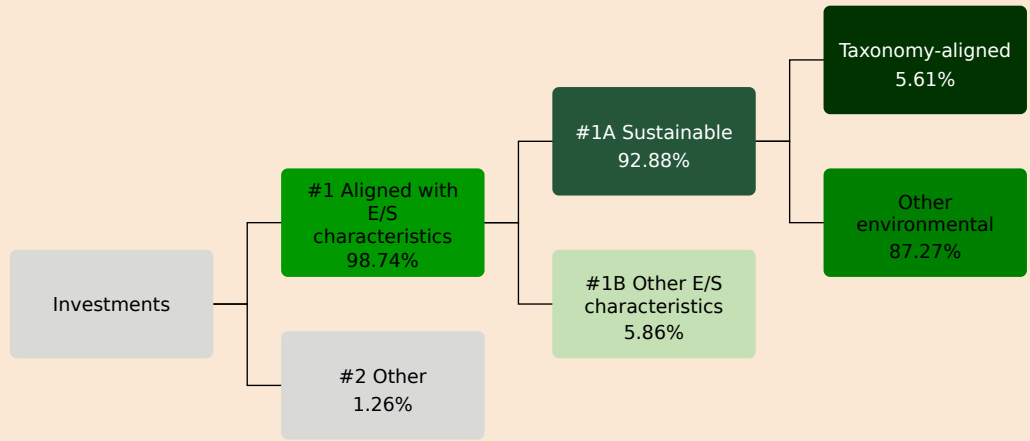 Investments
#1 Aligned with
E/S
characteristics
98.74%
#2 Other
1.26%
#1A Sustainable
92.88%
#1B Other E/S
characteristics
5.86%
Taxonomy-aligned
5.61%
Other
environmental
87.27%